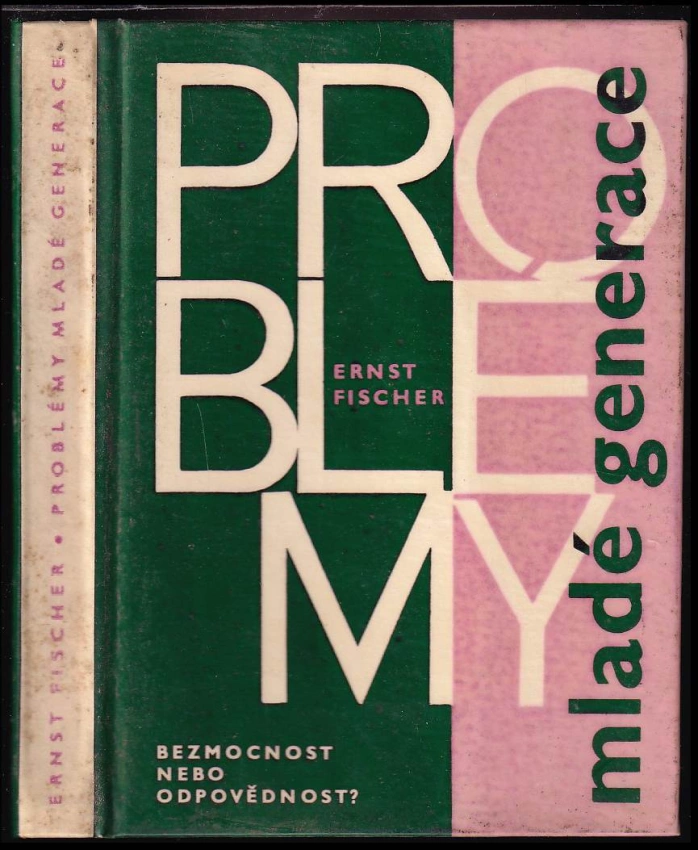 ERNST FISCHER • PROBLÉMY MLADÉ GENERACE
PRO
BLÉ
MY
mladé generace
ERNST
FISCHER
BEZMOCNOST
NEBO
ODPOVĚDNOST?